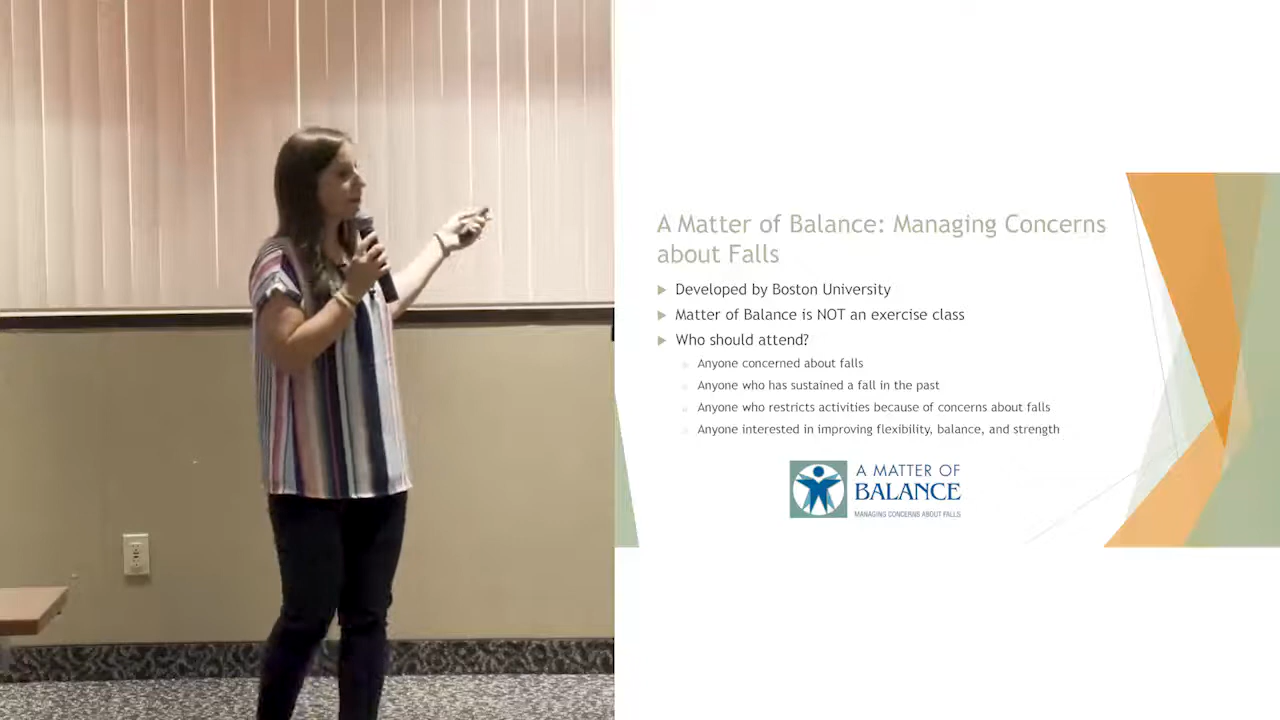 A Matter of Balance: Managing Concerns
about Falls
Developed by Boston University
Matter of Balance is NOT an exercise class
Who should attend?
Anyone concerned about falls
Anyone who has sustained a fall in the past
Anyone who restricts activities because of concerns about falls
Anyone interested in improving flexibility, balance, and strength
A MATTER OF
BALANCE
MANAGING CONCERNS ABOUT FALLS